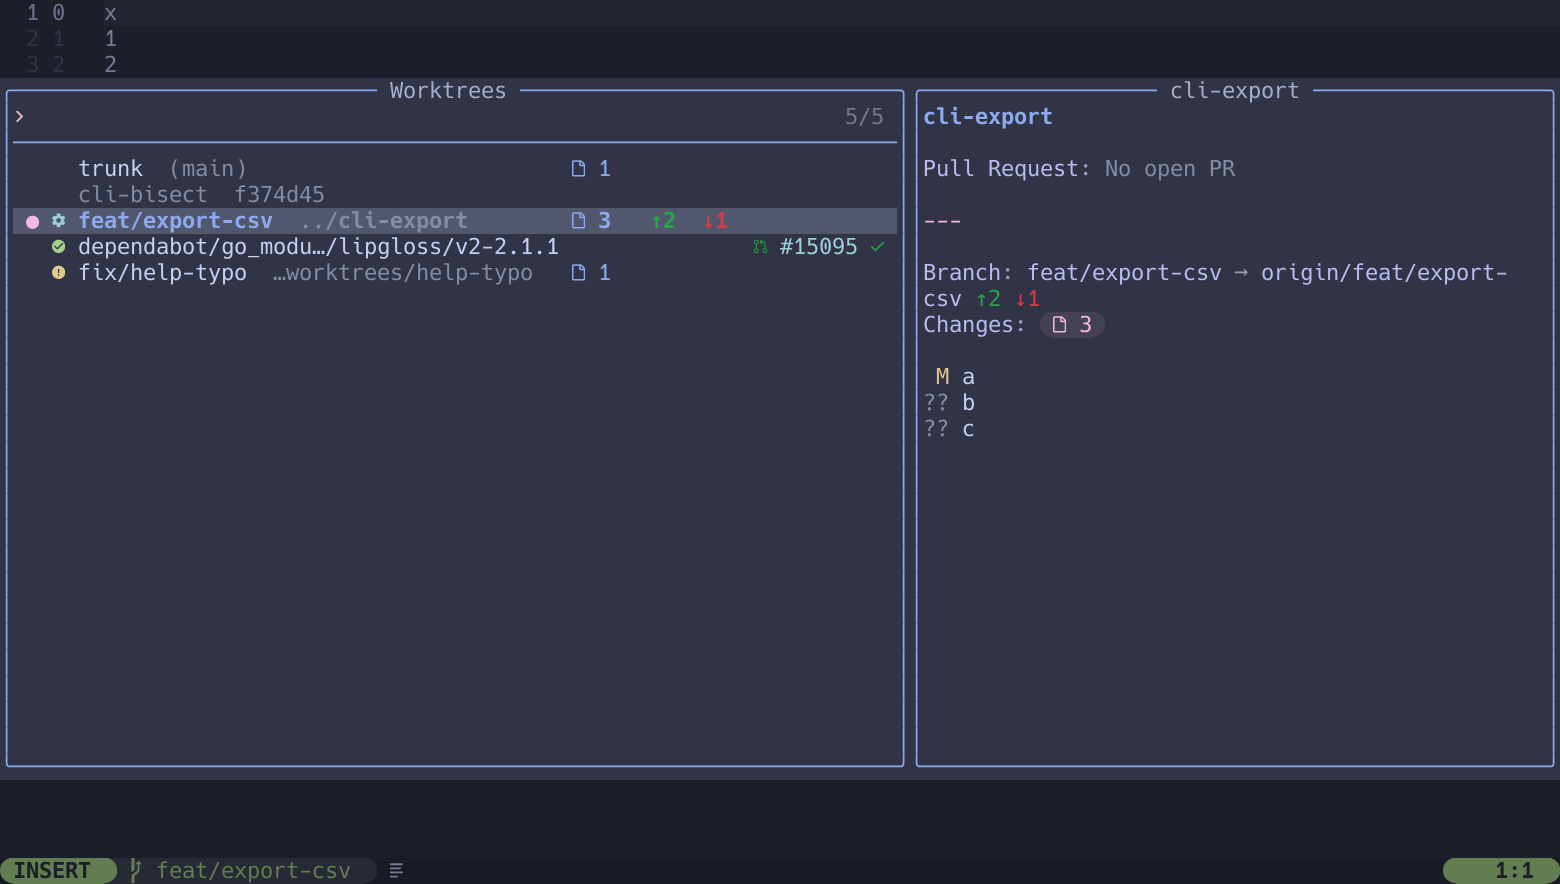 1 0 x
2 1 1
3 2 2
Worktrees
› 5/5
trunk (main) 1
cli-bisect f374d45
feat/export-csv ../cli-export 3 ↑2 ↓1
dependabot/go_modu…/lipgloss/v2-2.1.1 #15095 ✓
fix/help-typo …worktrees/help-typo 1
cli-export
cli-export
Pull Request: No open PR
---
Branch: feat/export-csv → origin/feat/export-
csv ↑2 ↓1
Changes: 3
M a
?? b
?? c
INSERT feat/export-csv 1:1